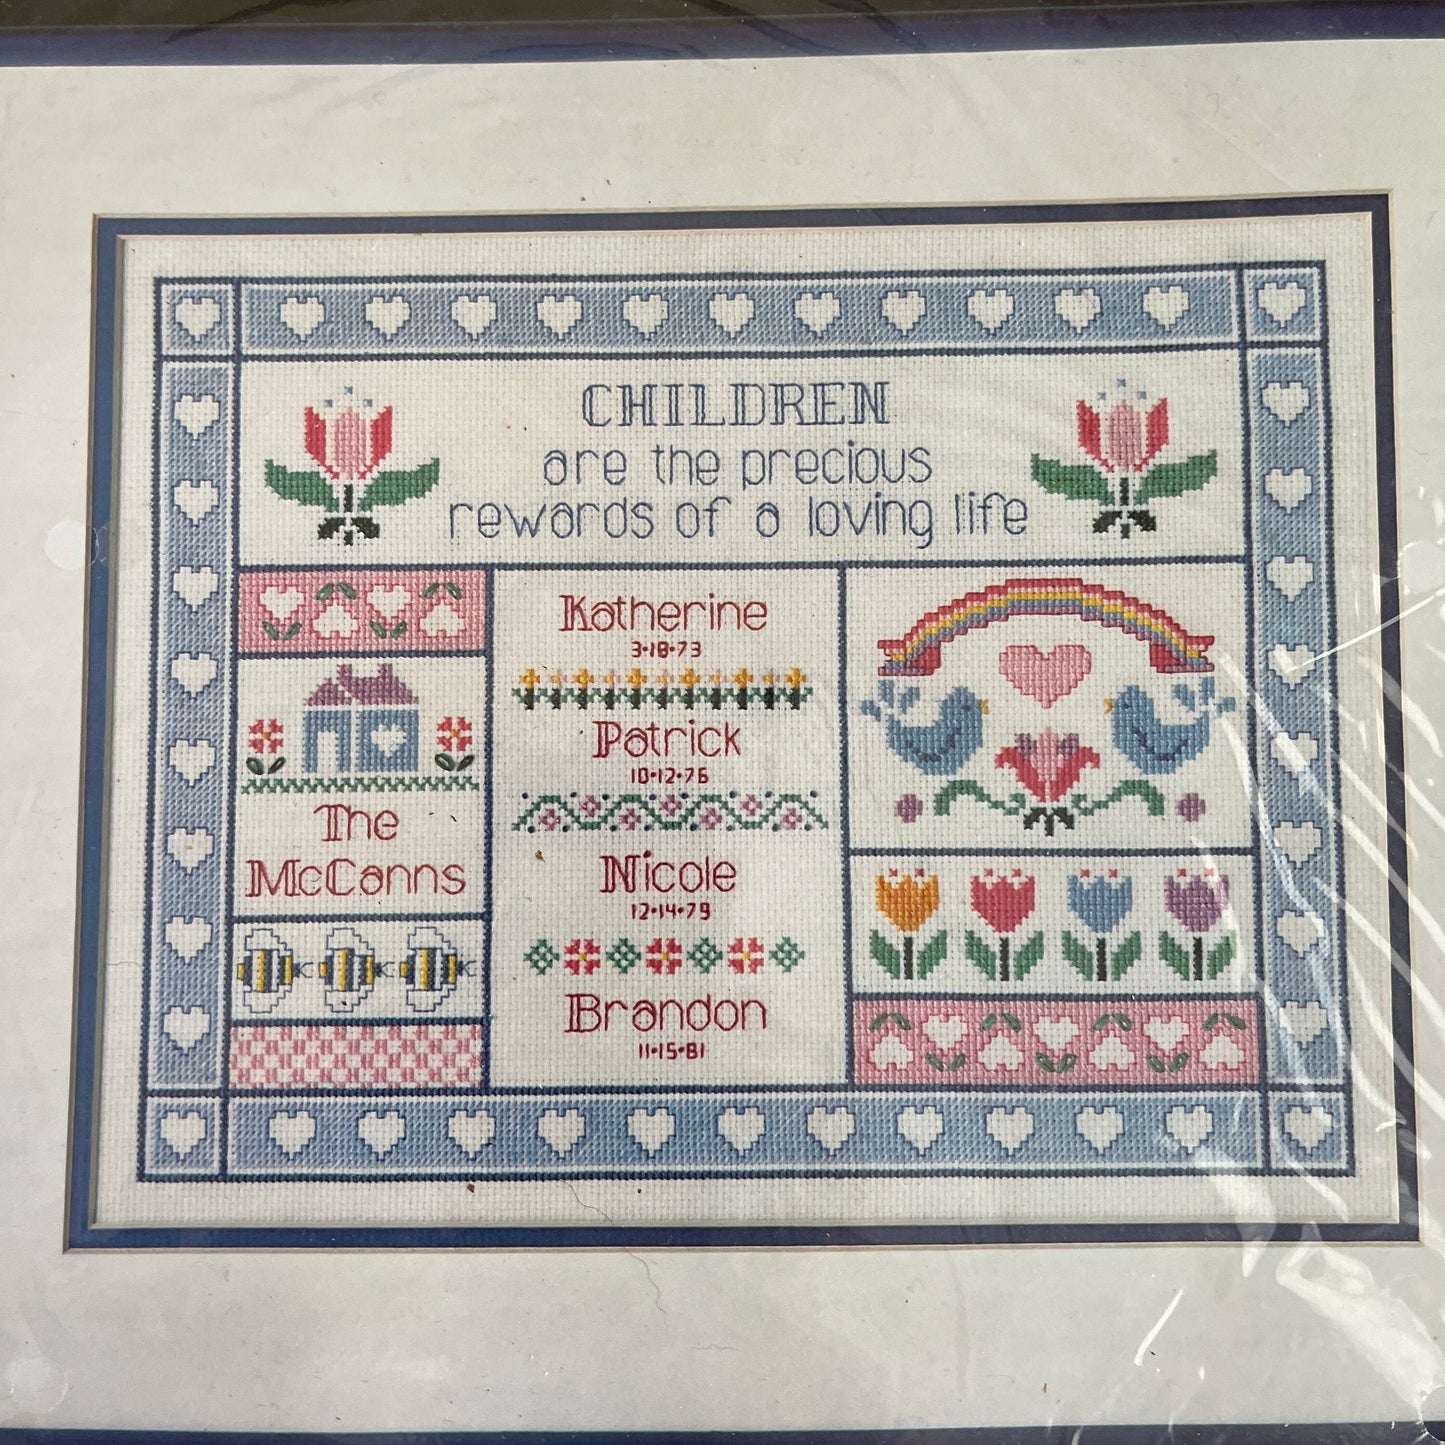 CHILDREN
are the precious
rewards of a loving life
The
McCanns
Katherine
3•18•73
Patrick
10•12•76
Nicole
12•14•79
Brandon
11•15•81